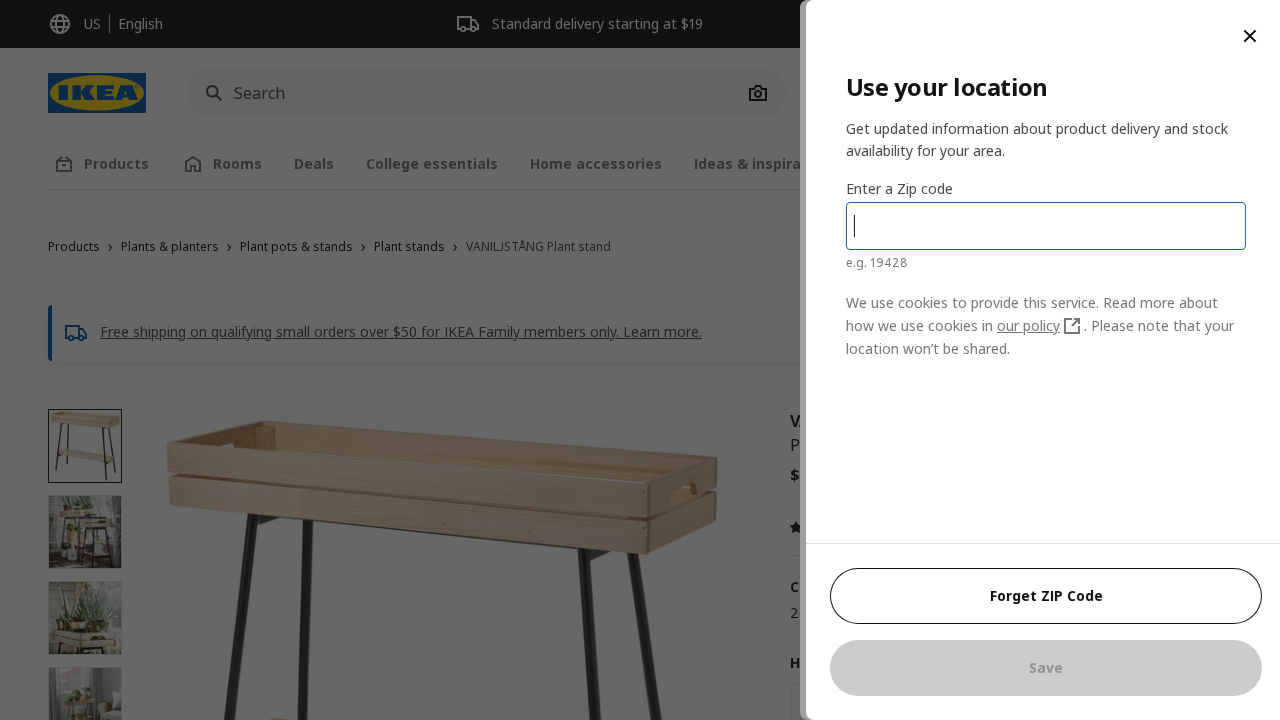 US English
Standard delivery starting at $19
IKEA
Search
Products Rooms Deals College essentials Home accessories Ideas & inspira
Products › Plants & planters › Plant pots & stands › Plant stands › VANILJSTÅNG Plant stand
Free shipping on qualifying small orders over $50 for IKEA Family members only. Learn more.
Use your location
Get updated information about product delivery and stock
availability for your area.
Enter a Zip code
e.g. 19428
We use cookies to provide this service. Read more about
how we use cookies in our policy . Please note that your
location won’t be shared.
Forget ZIP Code
Save